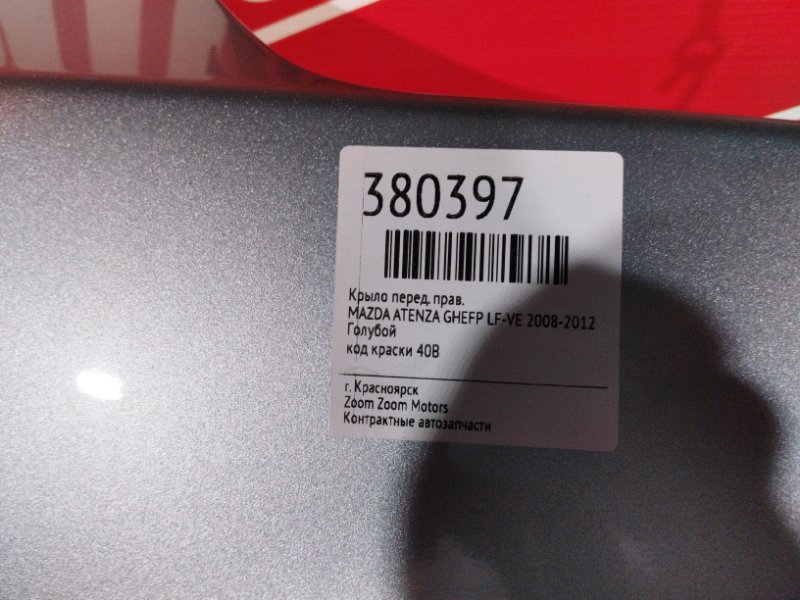 380397
Крыло перед. прав.
MAZDA ATENZA GHEFP LF-VE 2008-2012
Голубой
код краски 40B
г. Красноярск
Zoom Zoom Motors
Контрактные автозапчасти